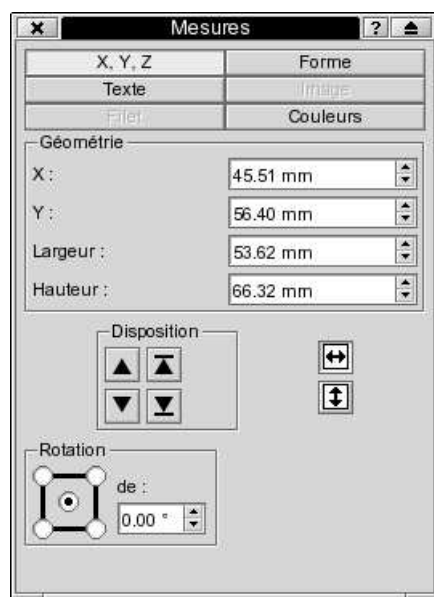 Mesures ?
X, Y, Z Forme
Texte Image
Filet Couleurs
Géométrie
X : 45.51 mm
Y : 56.40 mm
Largeur : 53.62 mm
Hauteur : 66.32 mm
Disposition
Rotation
de :
0.00 °